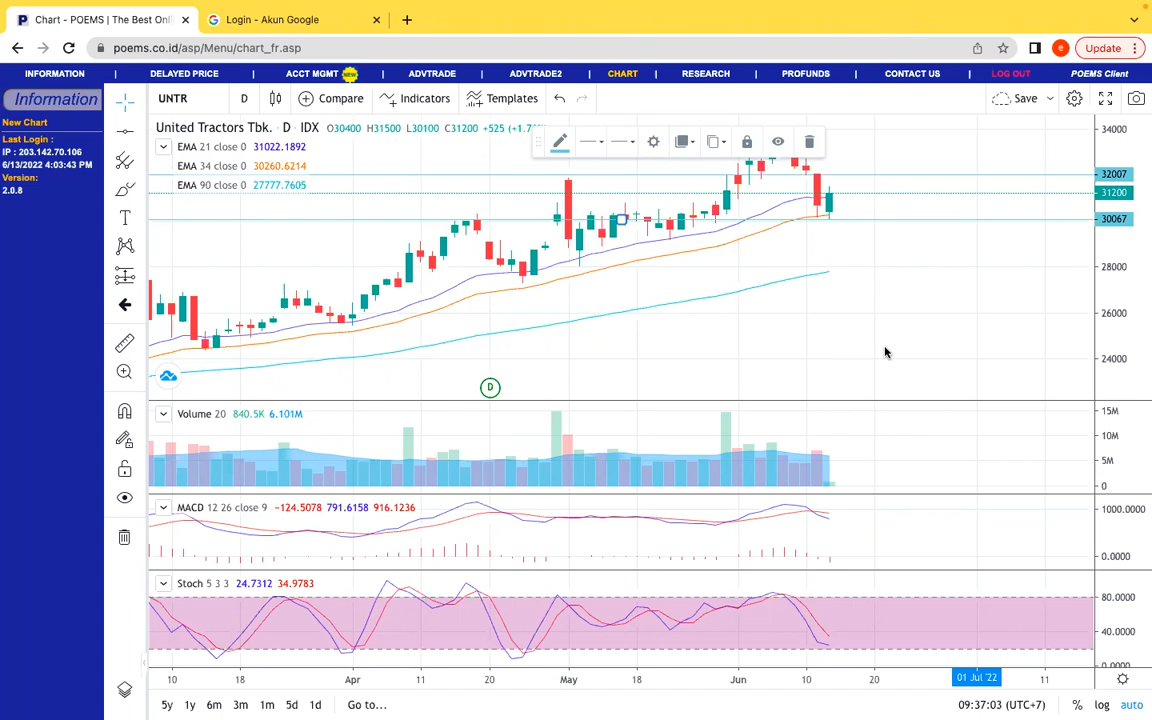 Chart - POEMS | The Best Onl
Login - Akun Google
poems.co.id/asp/Menu/chart_fr.asp
e
Update
INFORMATION | DELAYED PRICE | ACCT MGMT NEW | ADVTRADE | ADVTRADE2 | CHART | RESEARCH | PROFUNDS | CONTACT US | LOG OUT POEMS Client
Information
New Chart
Last Login :
IP : 203.142.70.106
6/13/2022 4:03:43 PM
Version:
2.0.8
UNTR D Compare Indicators Templates Save
United Tractors Tbk. · D · IDX O30400 H31500 L30100 C31200 +525
EMA 21 close 0 31022.1892
EMA 34 close 0 30260.6214
EMA 90 close 0 27777.7605
34000
32007
31200
30067
28000
26000
24000
D
Volume 20 840.5K 6.101M
15M
10M
5M
0
MACD 12 26 close 9 −124.5078 791.6158 916.1236
1000.0000
0.0000
Stoch 5 3 3 24.7312 34.9783
80.0000
40.0000
0.0000
10 18 Apr 11 20 May 18 Jun 10 20 01 Jul '22 11
5y 1y 6m 3m 1m 5d 1d Go to... 09:37:03 (UTC+7) % log auto